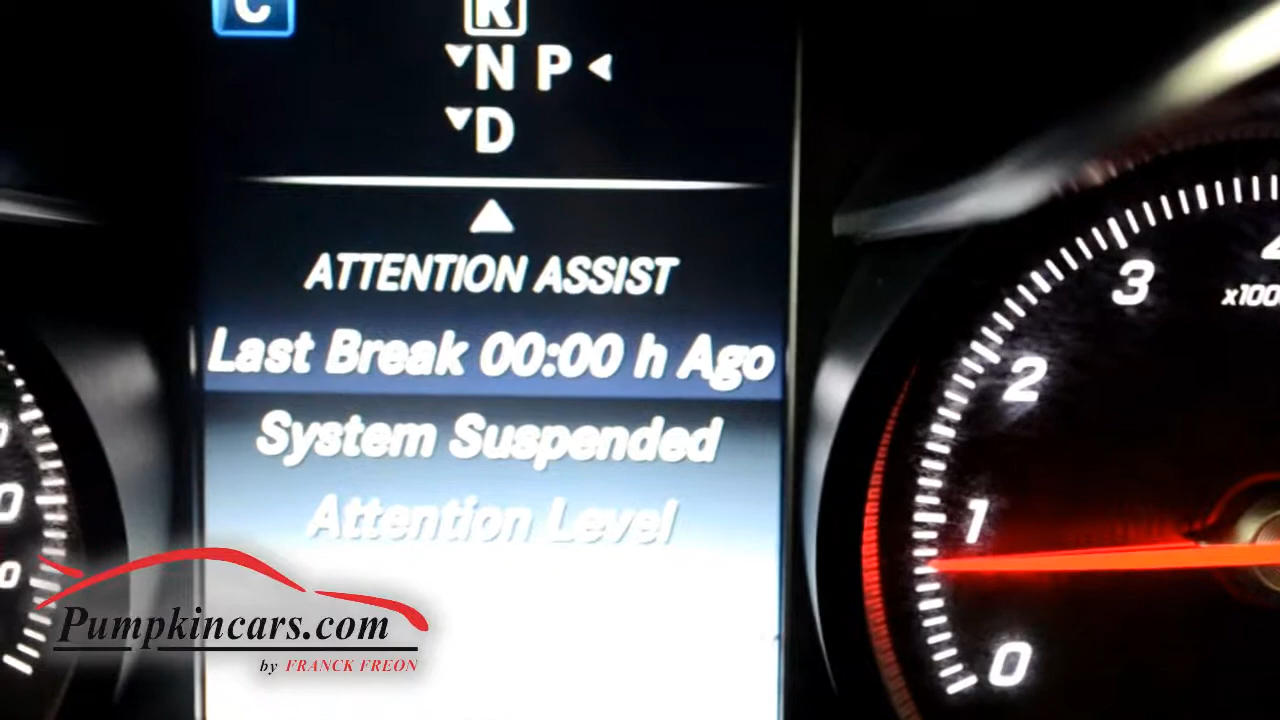 C
R
N P
D
ATTENTION ASSIST
Last Break 00:00 h Ago
System Suspended
Attention Level
3
x100
2
1
0
Pumpkincars.com
by FRANCK FREON